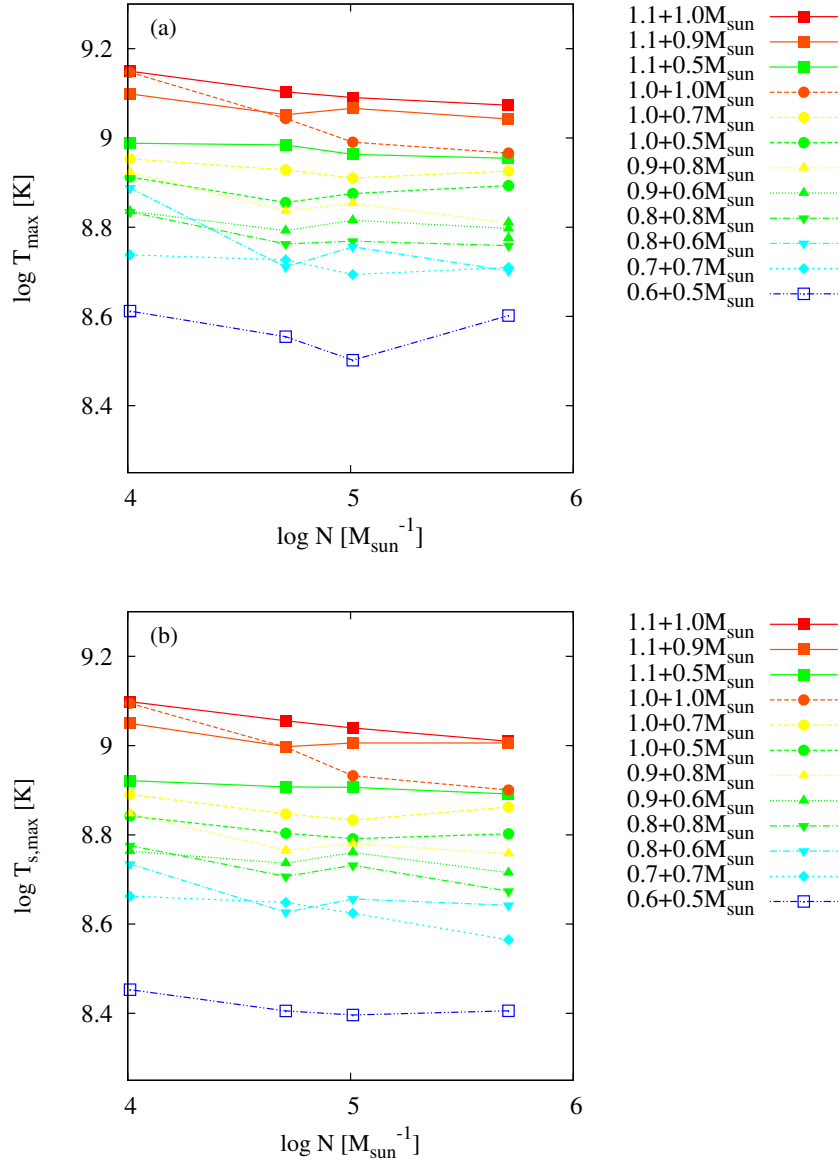 (a)
log T_max [K]
9.2
9
8.8
8.6
8.4
4
5
6
log N [M_sun^-1]
1.1+1.0M_sun
1.1+0.9M_sun
1.1+0.5M_sun
1.0+1.0M_sun
1.0+0.7M_sun
1.0+0.5M_sun
0.9+0.8M_sun
0.9+0.6M_sun
0.8+0.8M_sun
0.8+0.6M_sun
0.7+0.7M_sun
0.6+0.5M_sun
(b)
log T_s,max [K]
9.2
9
8.8
8.6
8.4
4
5
6
log N [M_sun^-1]
1.1+1.0M_sun
1.1+0.9M_sun
1.1+0.5M_sun
1.0+1.0M_sun
1.0+0.7M_sun
1.0+0.5M_sun
0.9+0.8M_sun
0.9+0.6M_sun
0.8+0.8M_sun
0.8+0.6M_sun
0.7+0.7M_sun
0.6+0.5M_sun